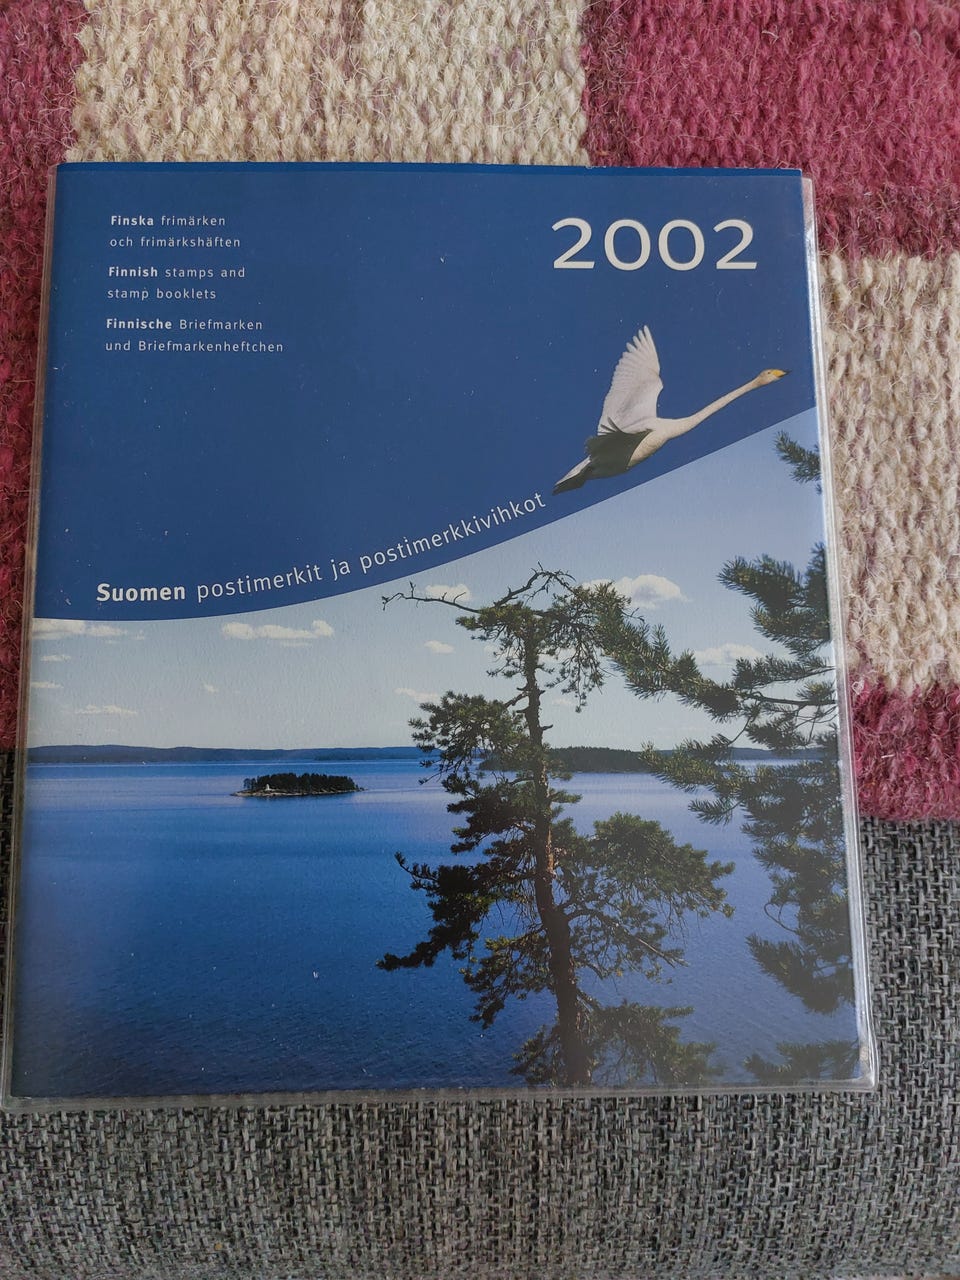 Finska frimärken
och frimärkshäften
Finnish stamps and
stamp booklets
Finnische Briefmarken
und Briefmarkenheftchen
2002
Suomen postimerkit ja postimerkkivihkot